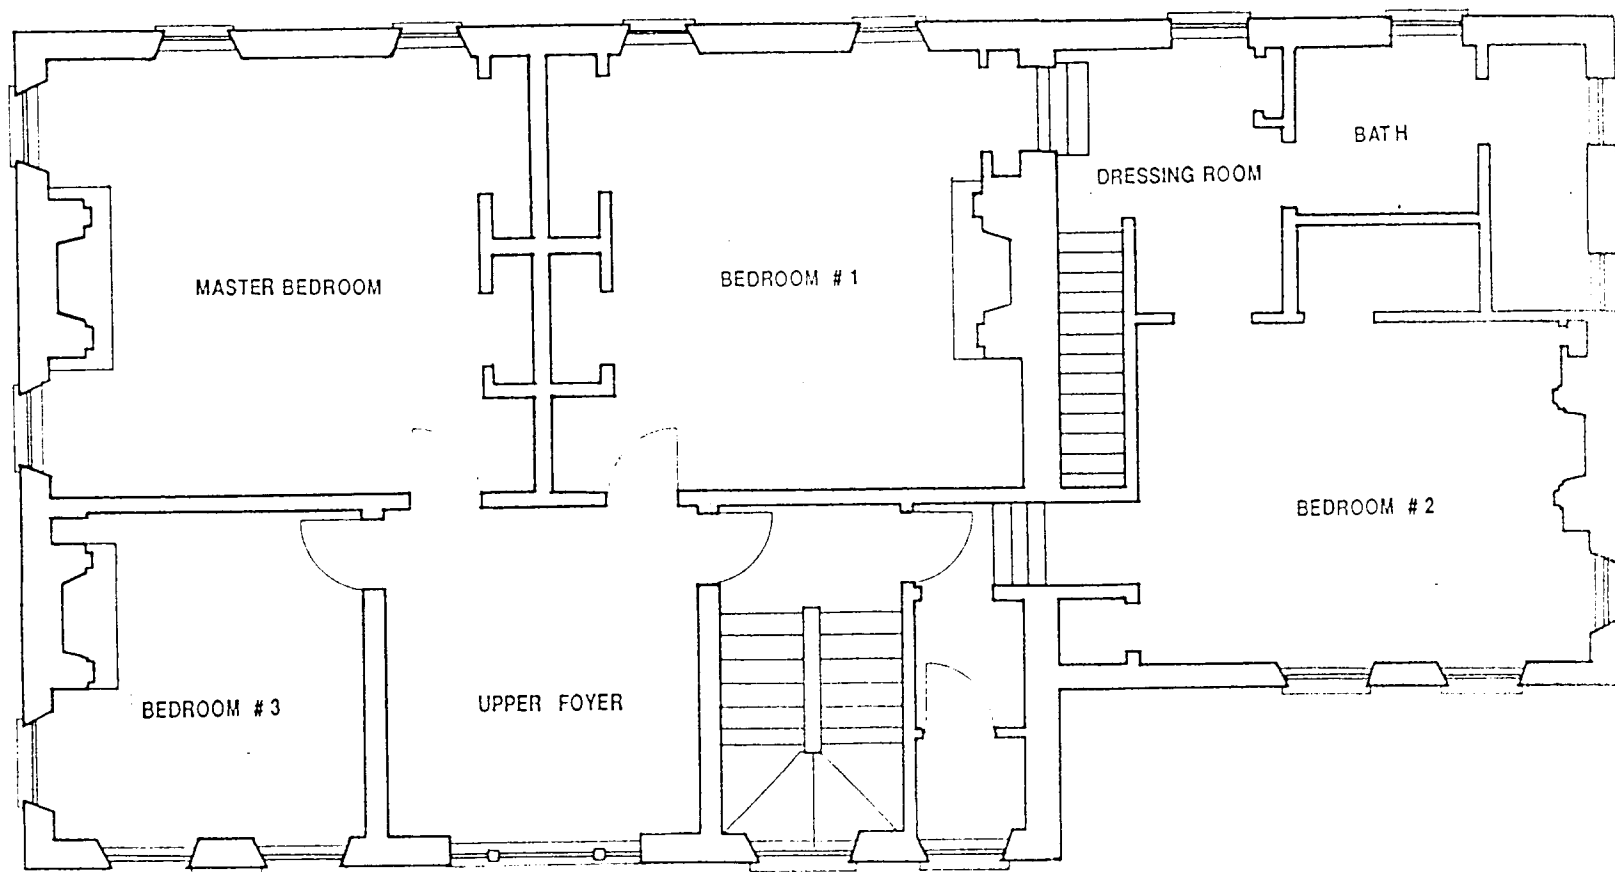 BATH
DRESSING ROOM
MASTER BEDROOM
BEDROOM # 1
BEDROOM # 2
BEDROOM # 3
UPPER FOYER